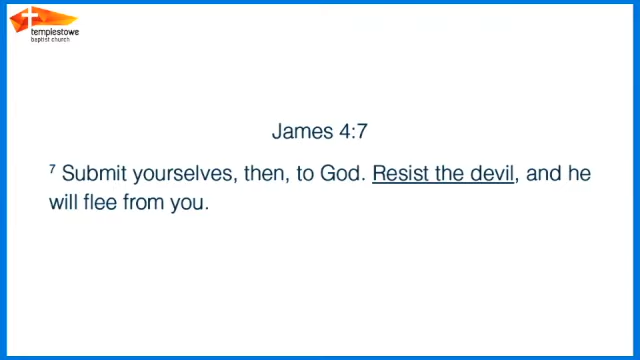 templestowe
baptist church
James 4:7
⁷ Submit yourselves, then, to God. Resist the devil, and he
will flee from you.